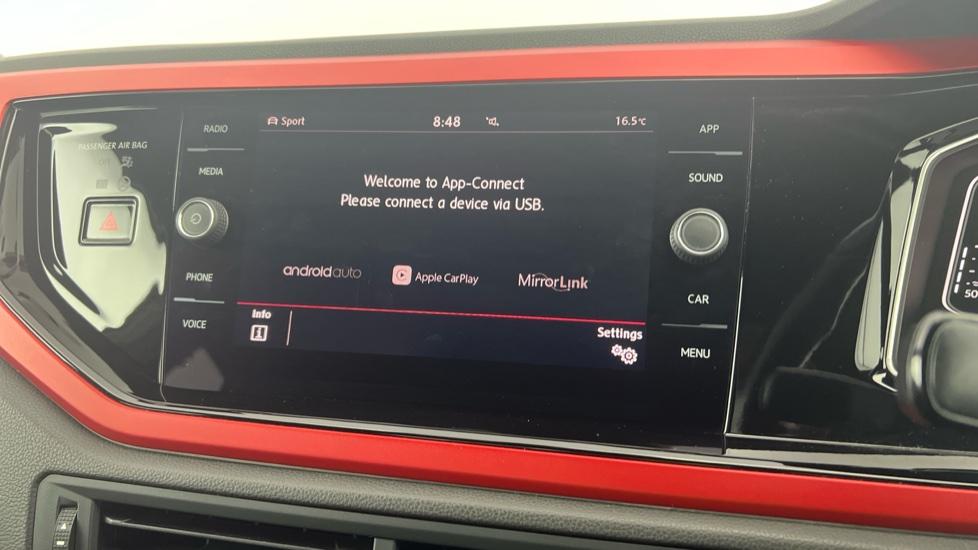 PASSENGER AIR BAG
RADIO
MEDIA
PHONE
VOICE
Sport 8:48 16.5°C
Welcome to App-Connect
Please connect a device via USB.
androidauto Apple CarPlay MirrorLink
Info
Settings
APP
SOUND
CAR
MENU
50